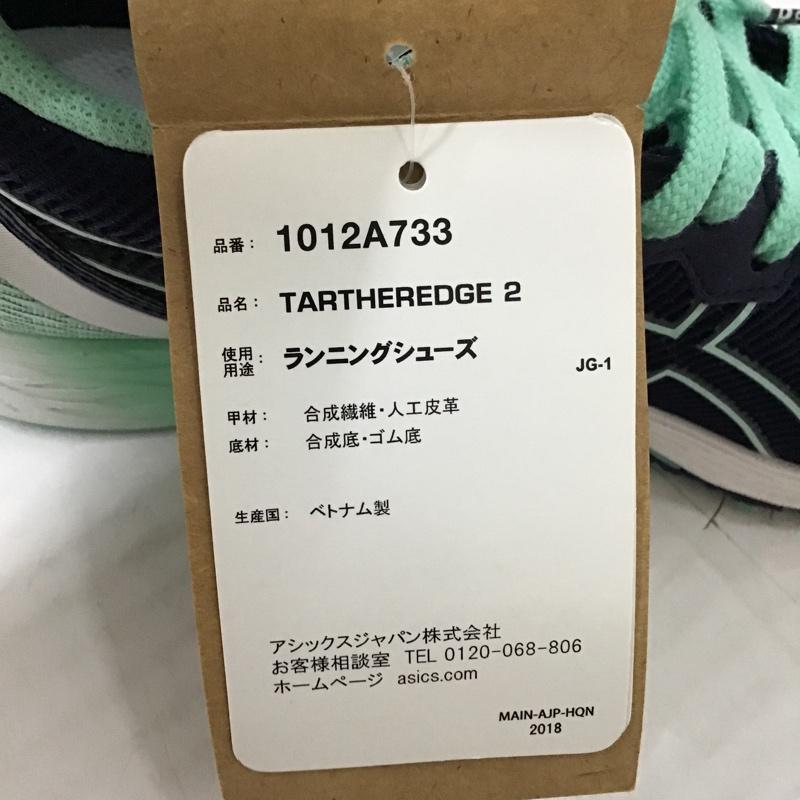 品番： 1012A733
品名： TARTHEREDGE 2
使用用途： ランニングシューズ
JG-1
甲材： 合成繊維・人工皮革
底材： 合成底・ゴム底
生産国： ベトナム製
アシックスジャパン株式会社
お客様相談室 TEL 0120-068-806
ホームページ asics.com
MAIN-AJP-HQN
2018